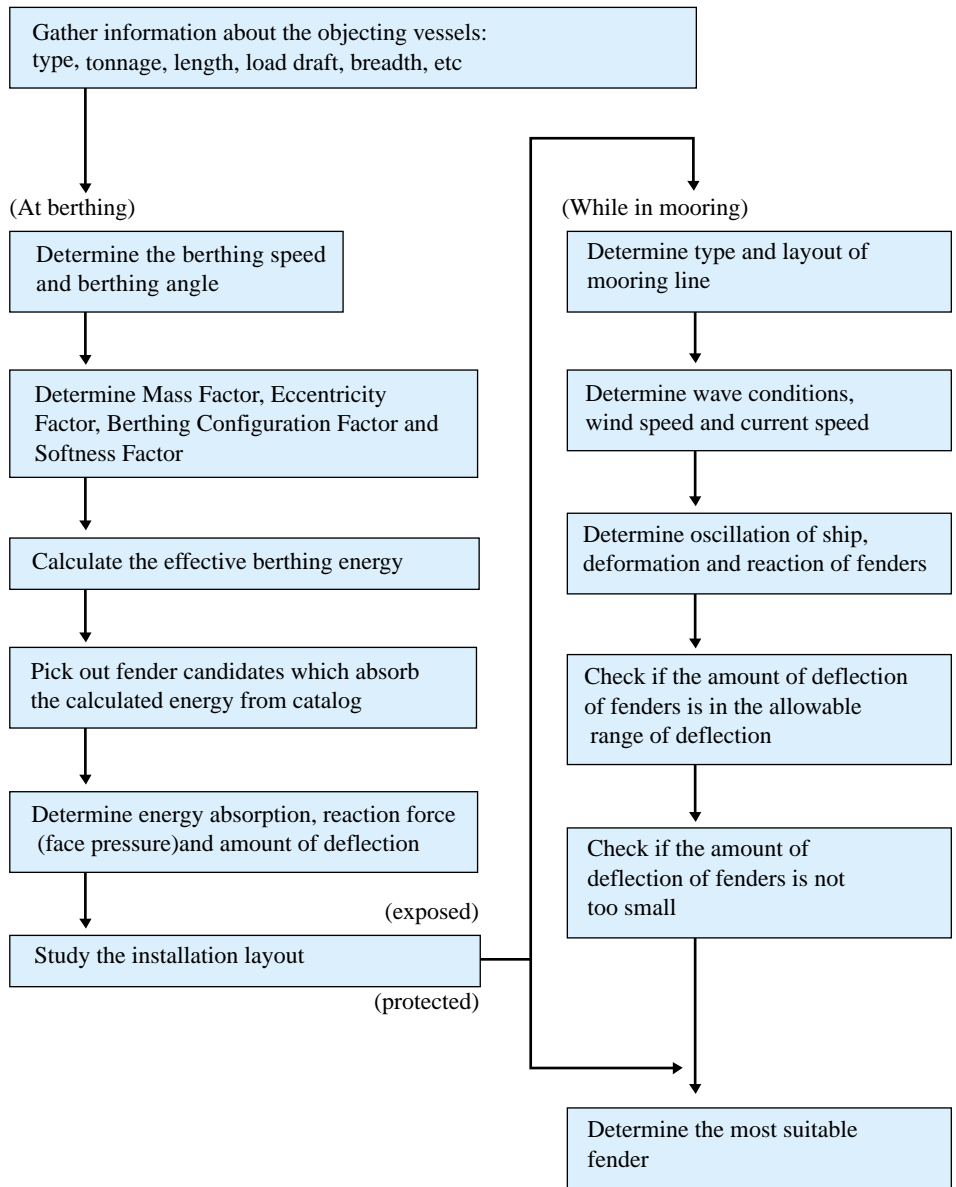 Gather information about the objecting vessels:
type, tonnage, length, load draft, breadth, etc
(At berthing)
Determine the berthing speed
and berthing angle
Determine Mass Factor, Eccentricity
Factor, Berthing Configuration Factor and
Softness Factor
Calculate the effective berthing energy
Pick out fender candidates which absorb
the calculated energy from catalog
Determine energy absorption, reaction force
(face pressure)and amount of deflection
(exposed)
Study the installation layout
(protected)
(While in mooring)
Determine type and layout of
mooring line
Determine wave conditions,
wind speed and current speed
Determine oscillation of ship,
deformation and reaction of fenders
Check if the amount of deflection
of fenders is in the allowable
range of deflection
Check if the amount of
deflection of fenders is not
too small
Determine the most suitable
fender